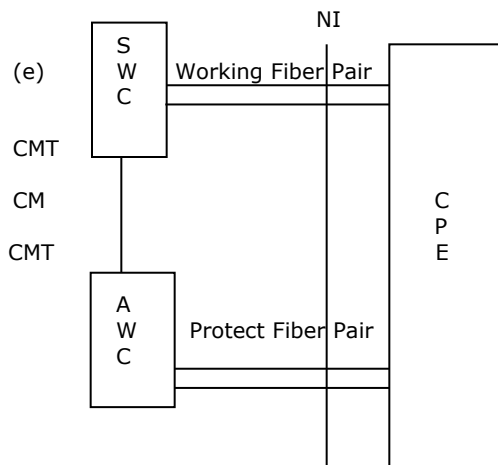 NI
(e)
S
W
C
Working Fiber Pair
CMT
CM
CMT
C
P
E
A
W
C
Protect Fiber Pair